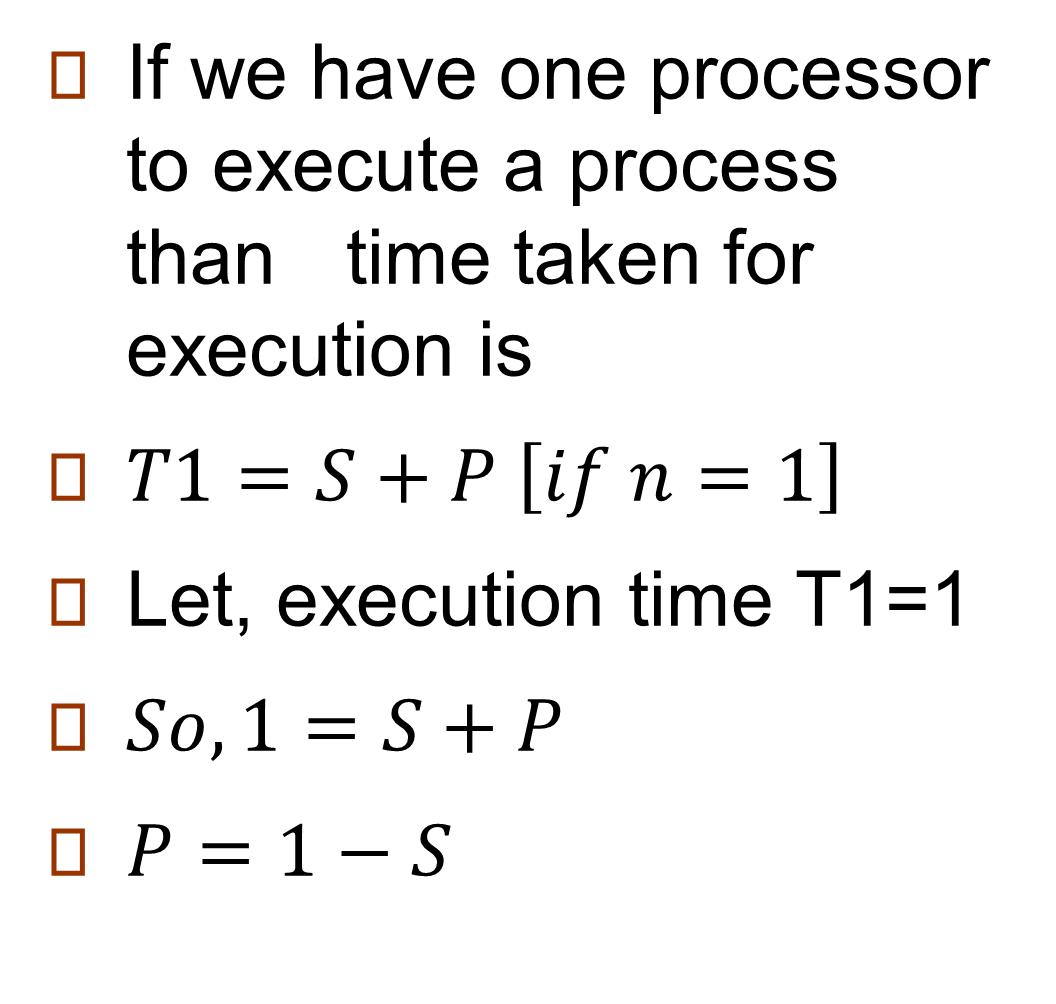 If we have one processor
to execute a process
than time taken for
execution is
T1 = S + P [if n = 1]
Let, execution time T1=1
So, 1 = S + P
P = 1 − S